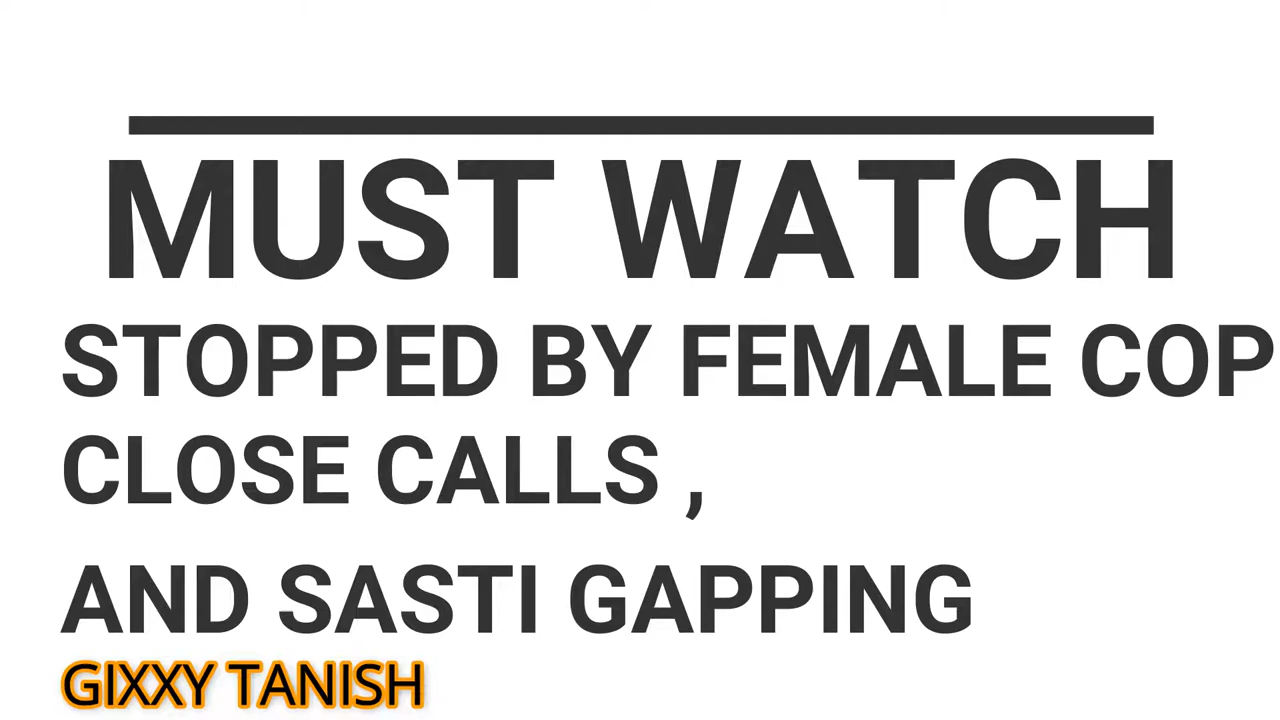 MUST WATCH
STOPPED BY FEMALE COP
CLOSE CALLS ,
AND SASTI GAPPING
GIXXY TANISH